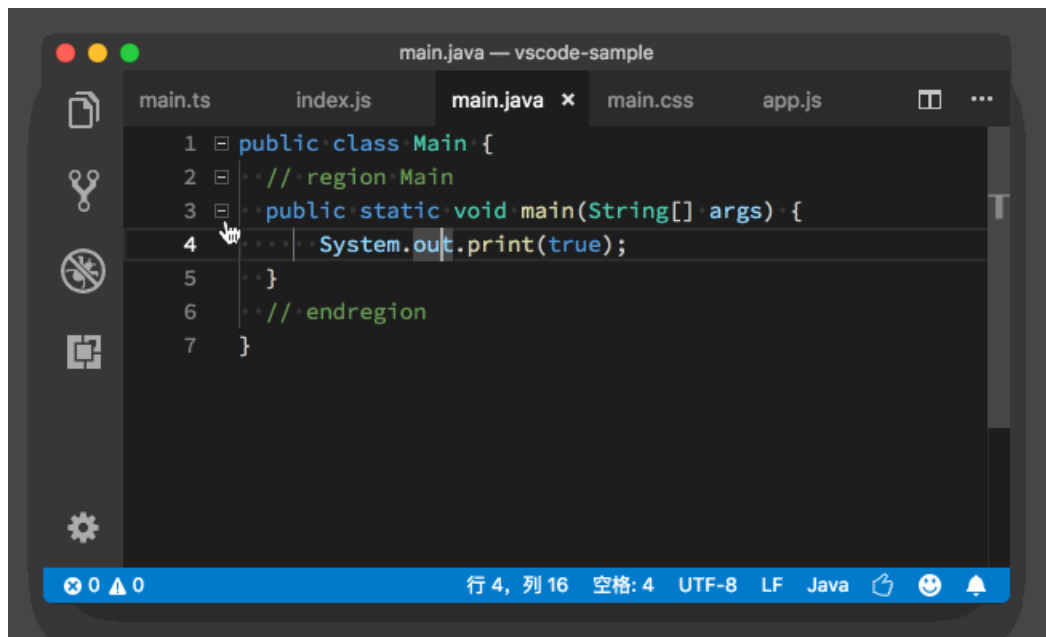 main.java — vscode-sample
main.ts index.js main.java × main.css app.js ···
1 public class Main {
2 // region Main
3 public static void main(String[] args) {
4 System.out.print(true);
5 }
6 // endregion
7 }
0 0 行 4，列 16 空格: 4 UTF-8 LF Java